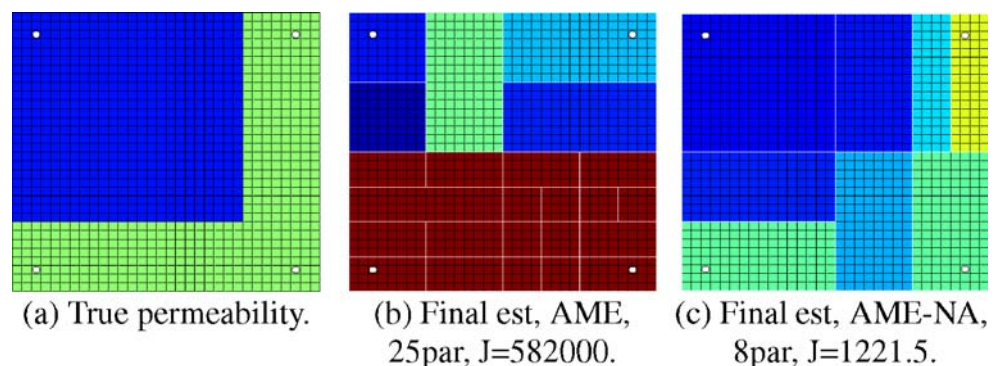 (a) True permeability.
(b) Final est, AME,
25par, J=582000.
(c) Final est, AME-NA,
8par, J=1221.5.